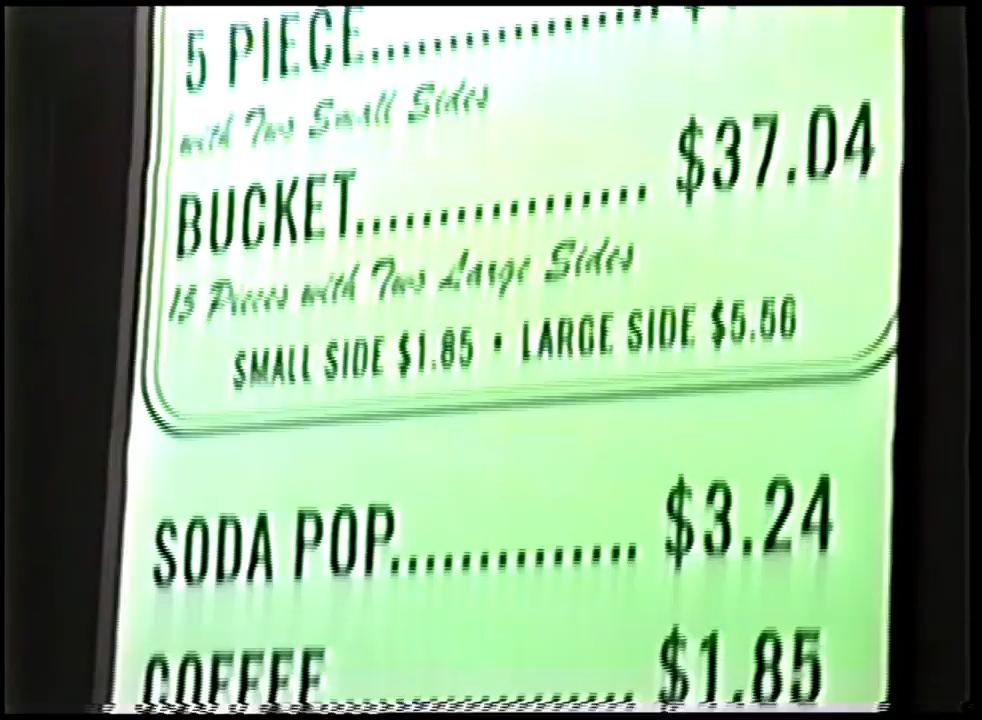 5 PIECE.................... $
with Two Small Sides
BUCKET................. $37.04
15 Pieces with Two Large Sides
SMALL SIDE $1.85 • LARGE SIDE $5.50
SODA POP............. $3.24
COFFEE................ $1.85